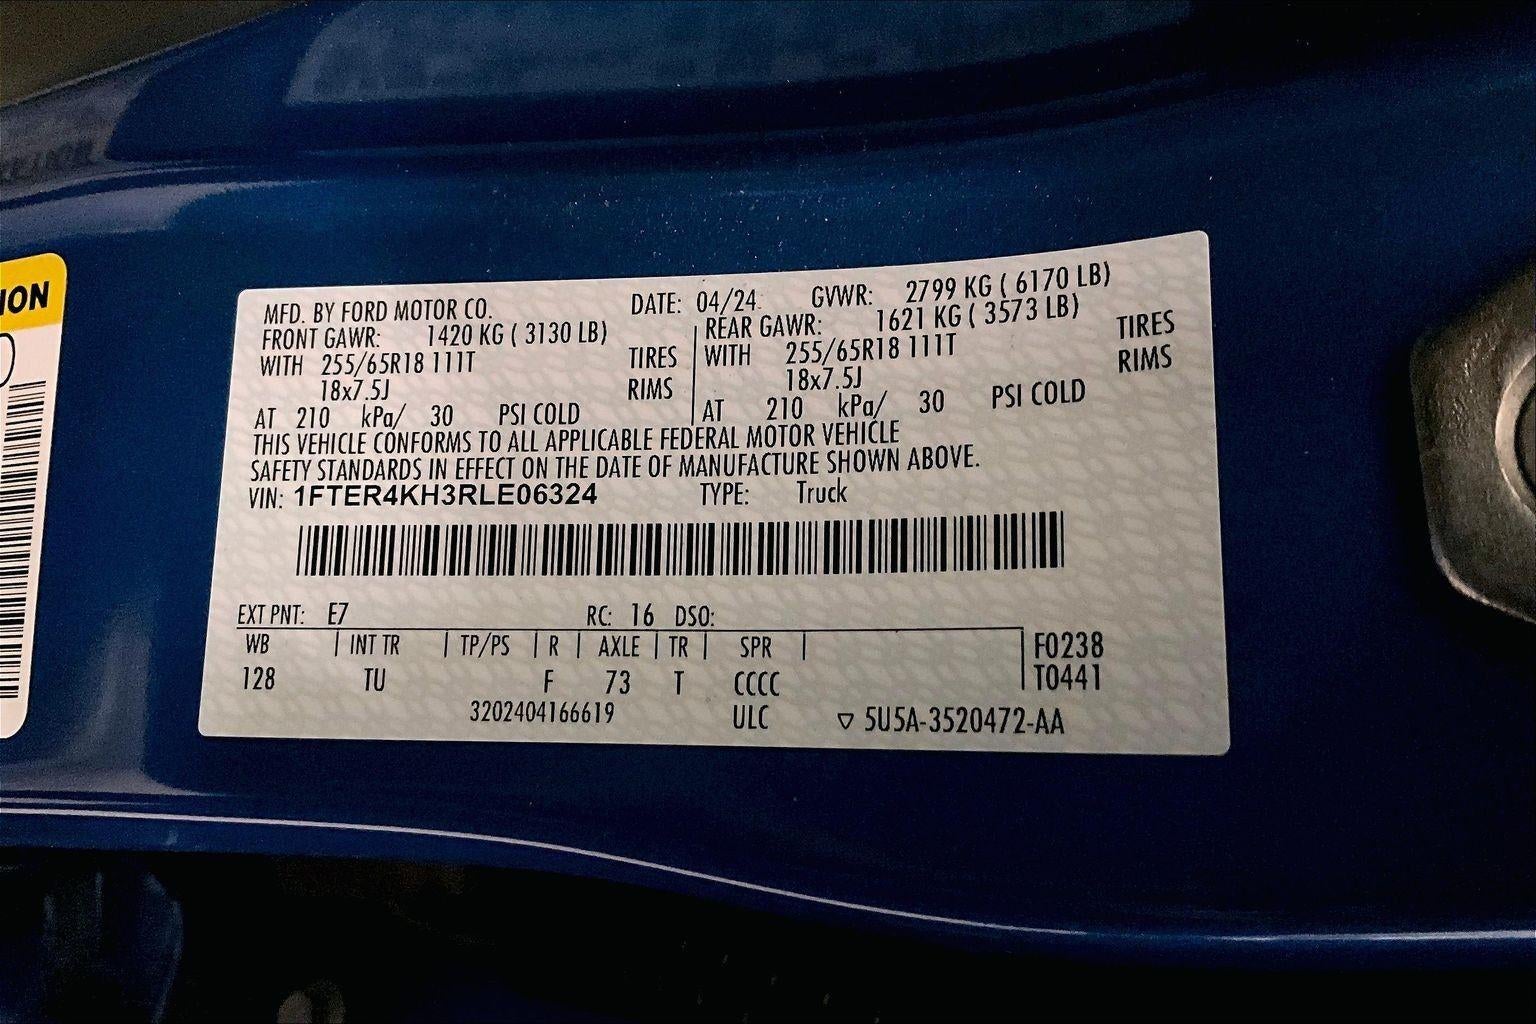 ION
MFD. BY FORD MOTOR CO. DATE: 04/24 GVWR: 2799 KG ( 6170 LB)
FRONT GAWR: 1420 KG ( 3130 LB) REAR GAWR: 1621 KG ( 3573 LB)
WITH 255/65R18 111T TIRES WITH 255/65R18 111T TIRES
18x7.5J RIMS 18x7.5J RIMS
AT 210 kPa/ 30 PSI COLD AT 210 kPa/ 30 PSI COLD
THIS VEHICLE CONFORMS TO ALL APPLICABLE FEDERAL MOTOR VEHICLE
SAFETY STANDARDS IN EFFECT ON THE DATE OF MANUFACTURE SHOWN ABOVE.
VIN: 1FTER4KH3RLE06324 TYPE: Truck
EXT PNT: E7 RC: 16 DSO:
WB INT TR TP/PS R AXLE TR SPR F0238
128 TU F 73 T CCCC T0441
3202404166619 ULC ▽ 5U5A-3520472-AA